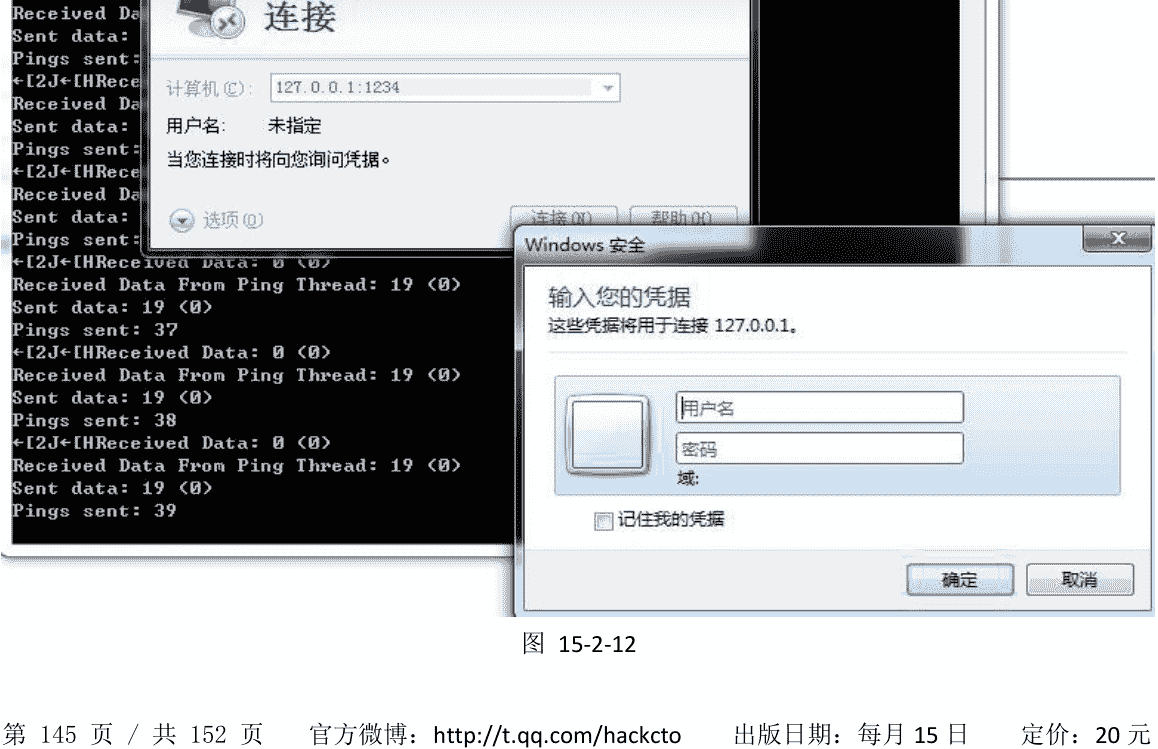 Received Da
Sent data:
Pings sent:
←[2J←[HRece
Received Da
Sent data:
Pings sent:
←[2J←[HRece
Received Da
Sent data:
Pings sent:
←[2J←[HReceived Data: 0 (0)
Received Data From Ping Thread: 19 (0)
Sent data: 19 (0)
Pings sent: 37
←[2J←[HReceived Data: 0 (0)
Received Data From Ping Thread: 19 (0)
Sent data: 19 (0)
Pings sent: 38
←[2J←[HReceived Data: 0 (0)
Received Data From Ping Thread: 19 (0)
Sent data: 19 (0)
Pings sent: 39
连接
计算机(C): 127.0.0.1:1234
用户名: 未指定
当您连接时将向您询问凭据。
选项(O) 连接(N) 帮助(H)
Windows 安全
输入您的凭据
这些凭据将用于连接 127.0.0.1。
用户名
密码
域:
记住我的凭据
确定 取消
图 15-2-12
第 145 页 / 共 152 页 官方微博：http://t.qq.com/hackcto 出版日期：每月 15 日 定价：20 元